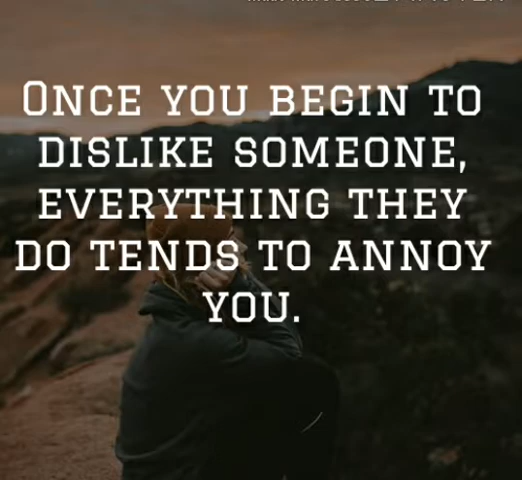 ONCE YOU BEGIN TO
DISLIKE SOMEONE,
EVERYTHING THEY
DO TENDS TO ANNOY
YOU.